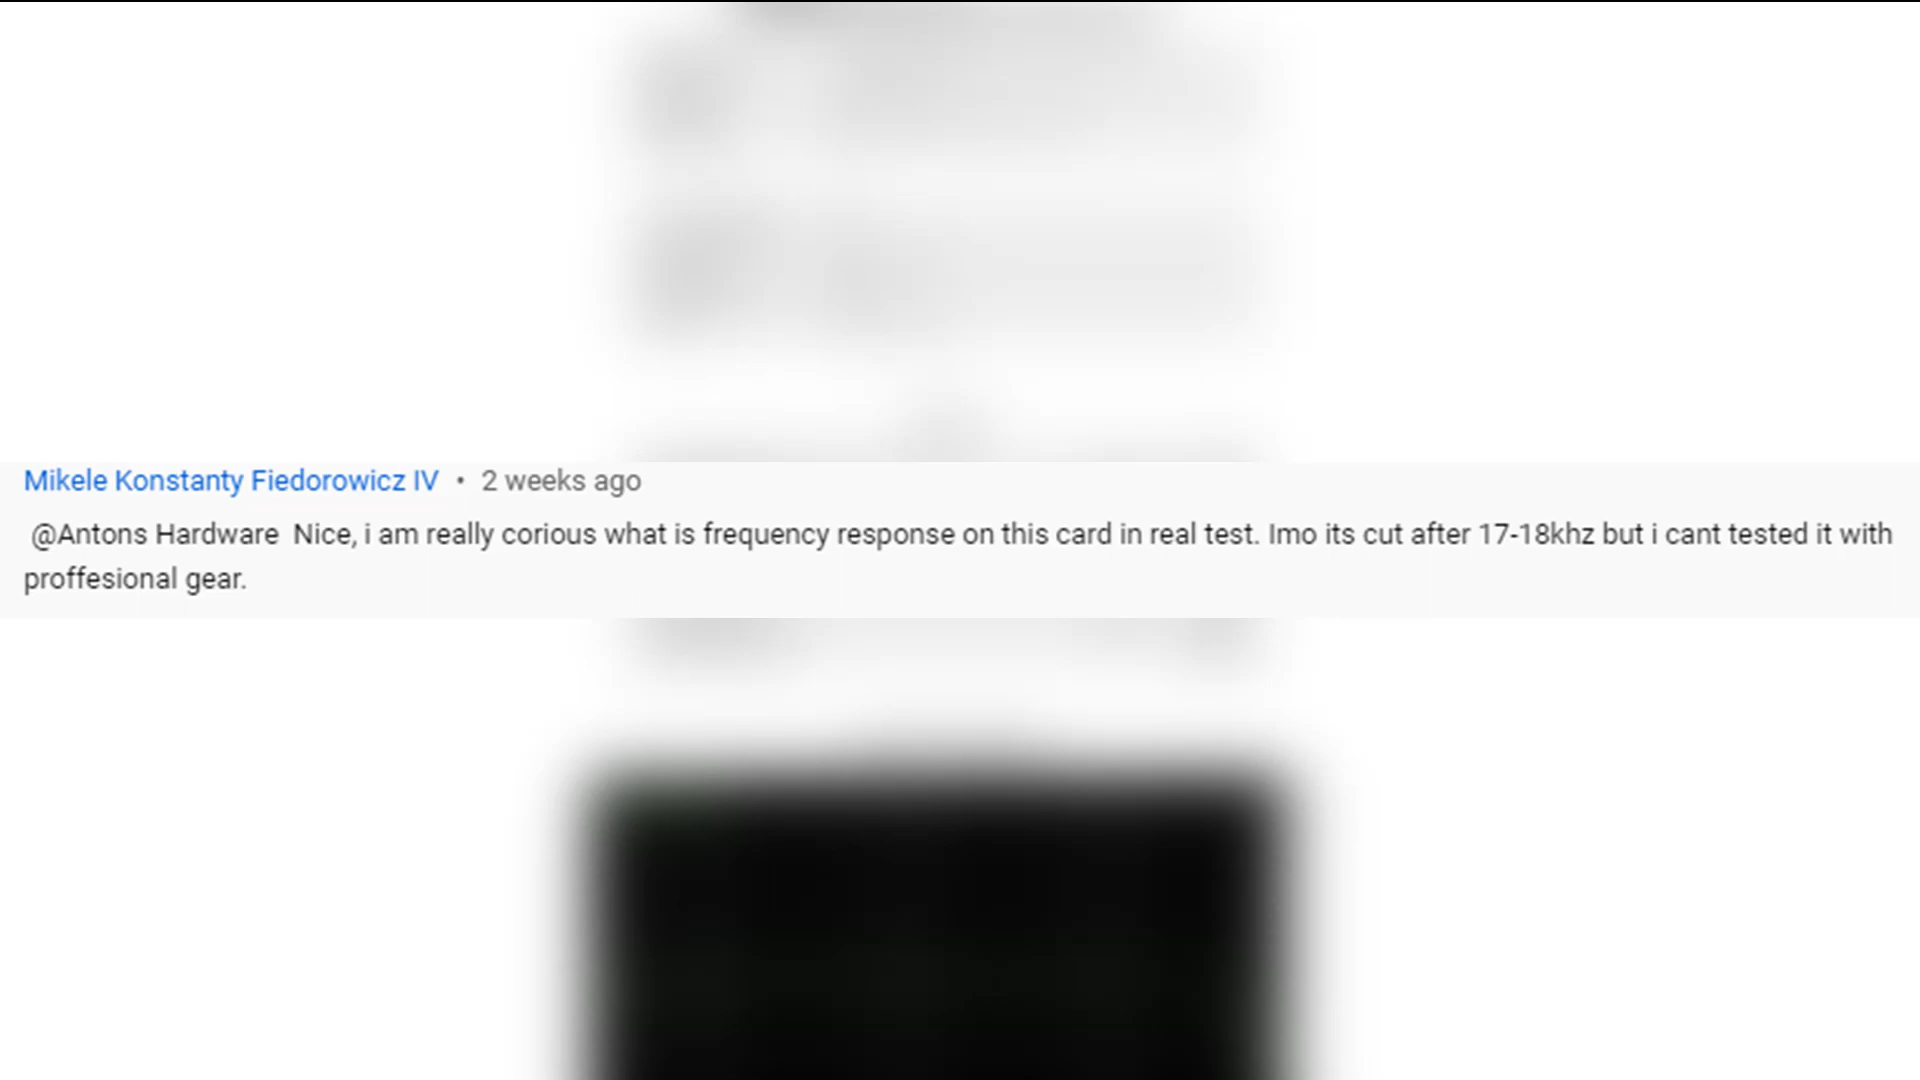 Mikele Konstanty Fiedorowicz IV • 2 weeks ago
@Antons Hardware Nice, i am really corious what is frequency response on this card in real test. Imo its cut after 17-18khz but i cant tested it with
proffesional gear.